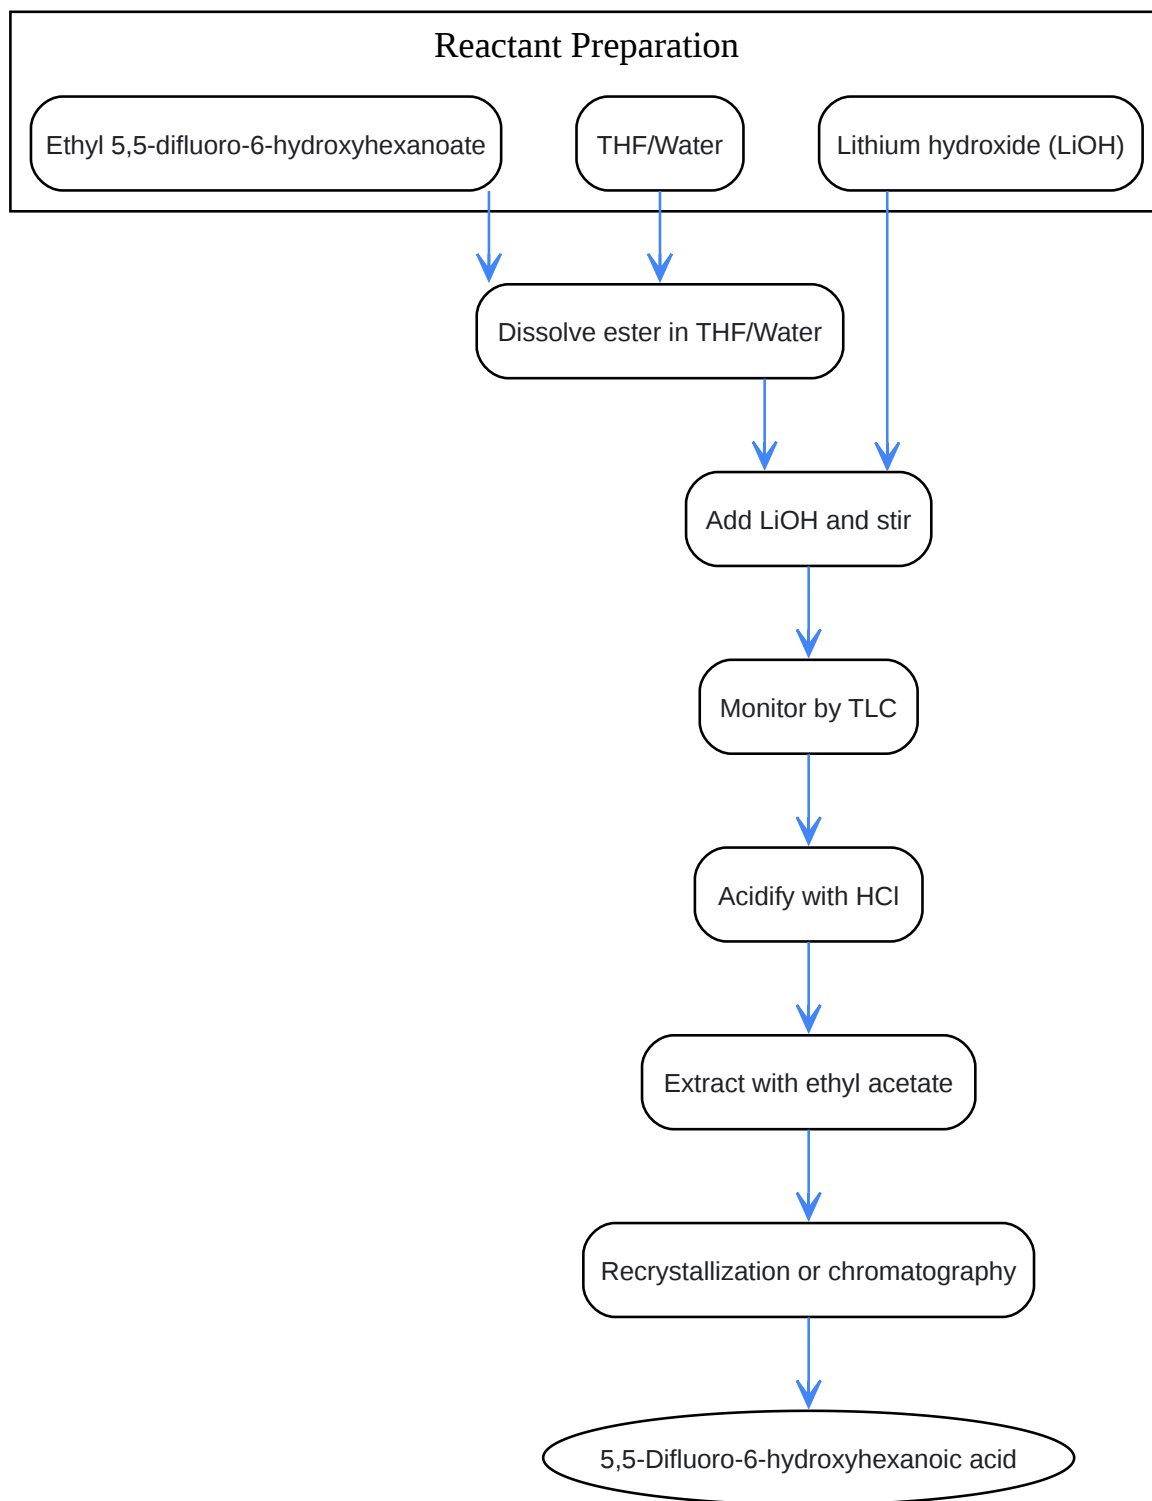 Reactant Preparation
Ethyl 5,5-difluoro-6-hydroxyhexanoate
THF/Water
Lithium hydroxide (LiOH)
Dissolve ester in THF/Water
Add LiOH and stir
Monitor by TLC
Acidify with HCl
Extract with ethyl acetate
Recrystallization or chromatography
5,5-Difluoro-6-hydroxyhexanoic acid